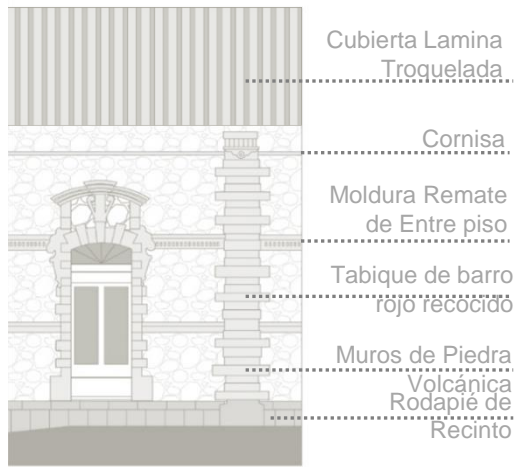 Cubierta Lamina
Troquelada
Cornisa
Moldura Remate
de Entre piso
Tabique de barro
rojo recocido
Muros de Piedra
Volcánica
Rodapié de
Recinto